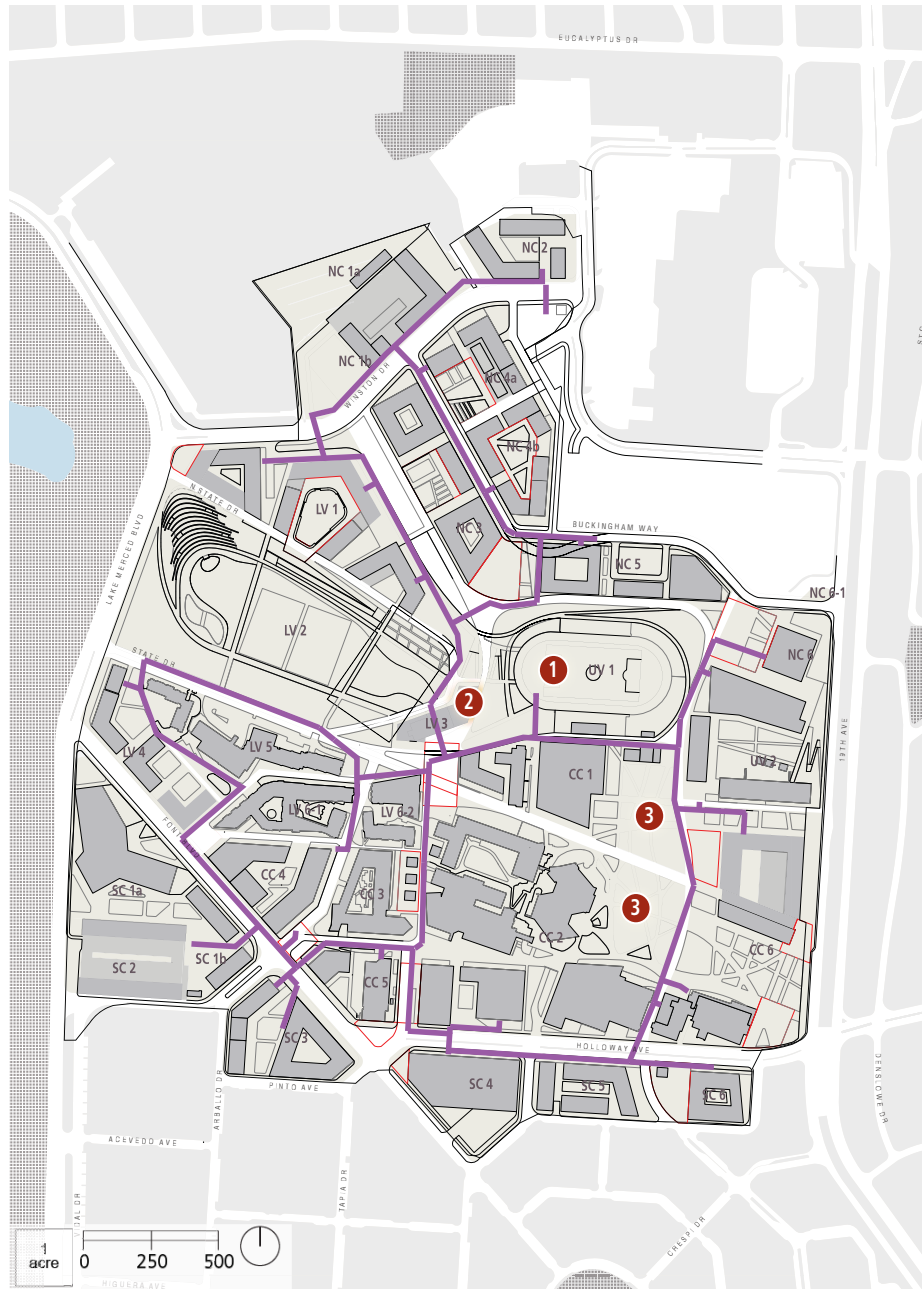 EUCALYPTUS DR
NC 2
NC 1a
NC 1b
WINSTON DR
NC 4a
NC 4b
N STATE DR
LV 1
LAKE MERCED BLVD
NC 3
BUCKINGHAM WAY
NC 5
NC 6-1
LV 2
STATE DR
1
UV 1
NC 6
2
LV 3
19TH AVE
LV 4
LV 5
CC 1
UV 2
LV 6-1
LV 6-2
3
CC 4
CC 3
SC 1a
3
CC 2
CC 6
SC 1b
SC 2
CC 5
SC 3
HOLLOWAY AVE
PINTO AVE
SC 4
SC 5
SC 6
ARBALLO DR
DENSLOWE DR
ACEVEDO AVE
TAPIA DR
CHESPI DR
1
acre
0 250 500
HIGUERA AVE